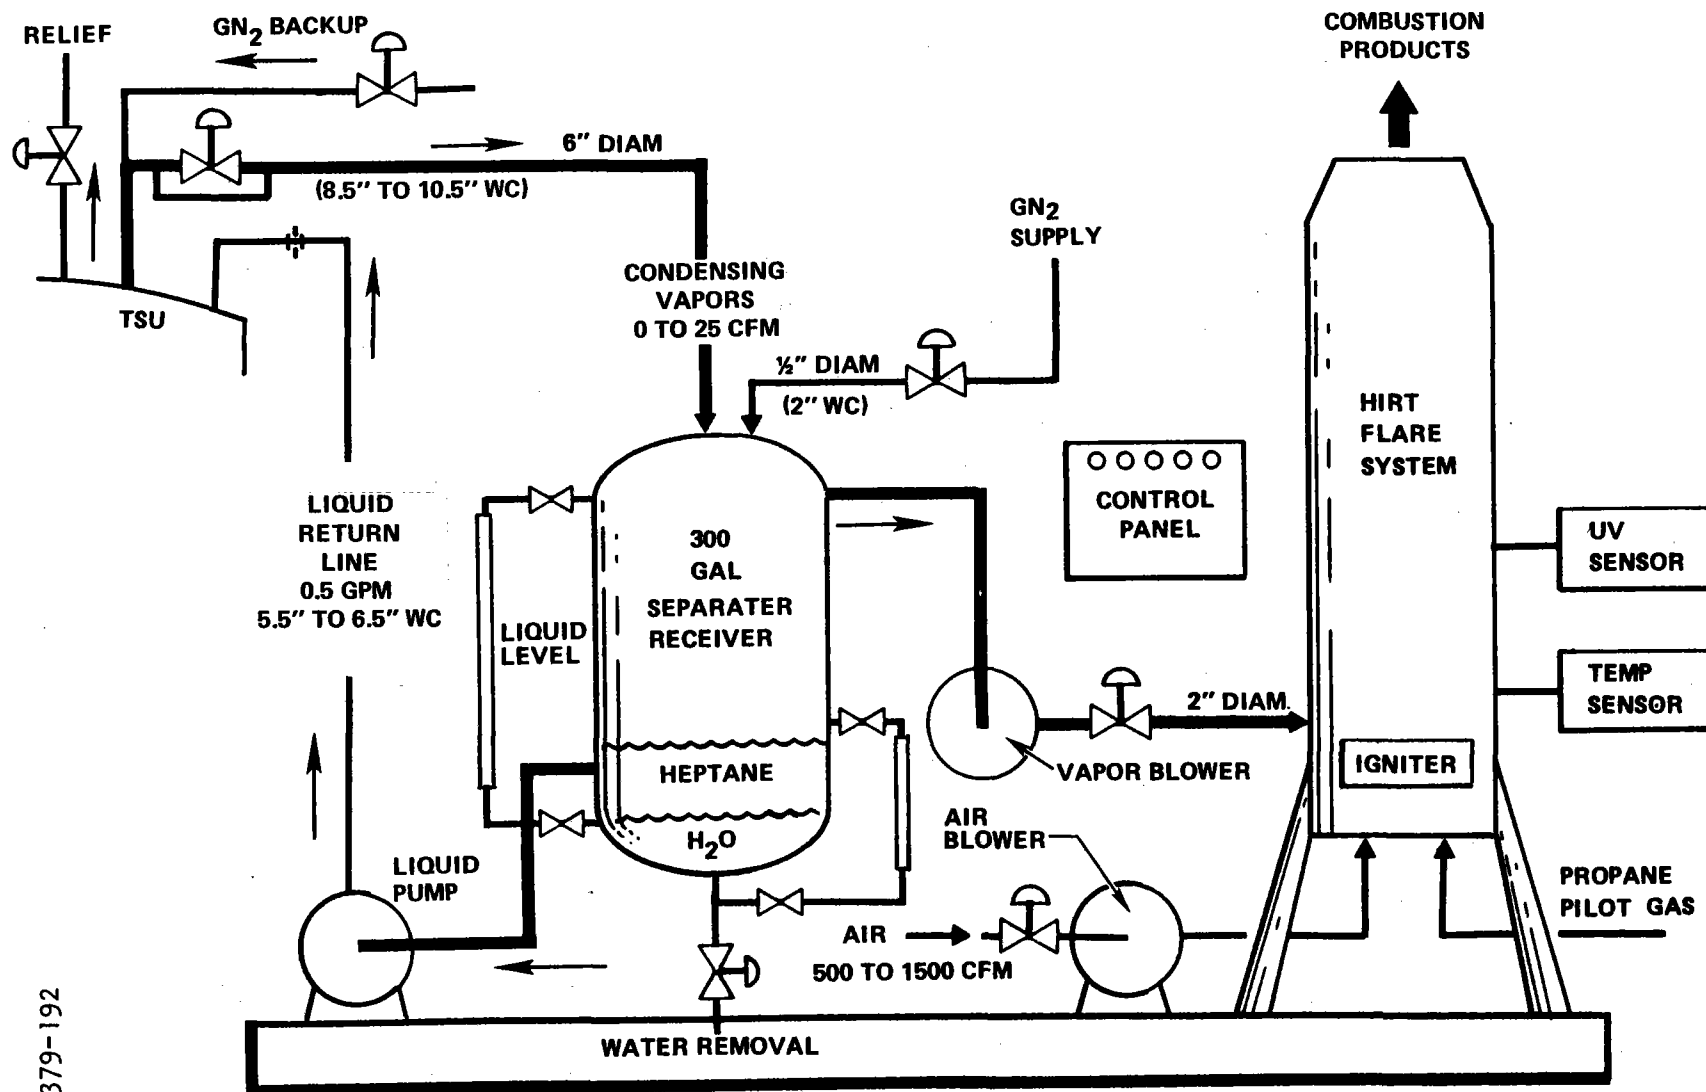 RELIEF
GN2 BACKUP
COMBUSTION
PRODUCTS
6" DIAM
(8.5" TO 10.5" WC)
GN2
SUPPLY
CONDENSING
VAPORS
0 TO 25 CFM
TSU
½" DIAM
(2" WC)
HIRT
FLARE
SYSTEM
CONTROL
PANEL
LIQUID
RETURN
LINE
0.5 GPM
5.5" TO 6.5" WC
300
GAL
SEPARATER
RECEIVER
LIQUID
LEVEL
UV
SENSOR
TEMP
SENSOR
2" DIAM.
HEPTANE
VAPOR BLOWER
IGNITER
AIR
BLOWER
H2O
LIQUID
PUMP
PROPANE
PILOT GAS
AIR
500 TO 1500 CFM
WATER REMOVAL
379-192